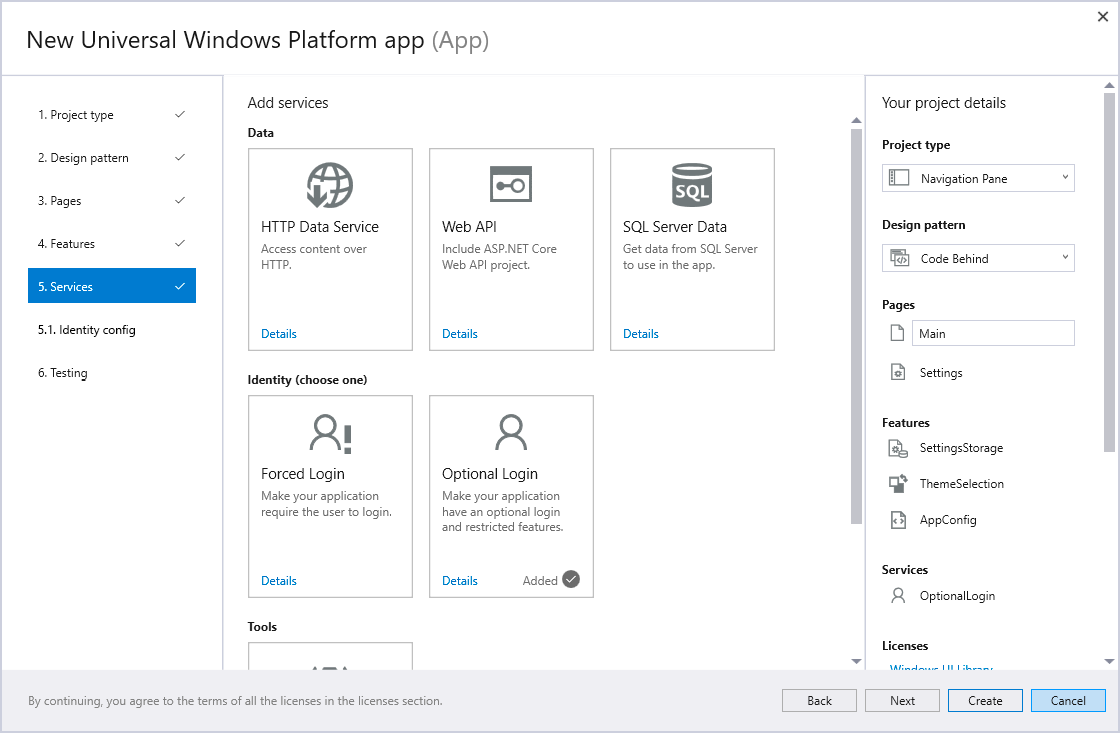 New Universal Windows Platform app (App)
1. Project type
2. Design pattern
3. Pages
4. Features
5. Services
5.1. Identity config
6. Testing
Add services
Data
HTTP Data Service
Access content over
HTTP.
Details
Web API
Include ASP.NET Core
Web API project.
Details
SQL
SQL Server Data
Get data from SQL Server
to use in the app.
Details
Identity (choose one)
Forced Login
Make your application
require the user to login.
Details
Optional Login
Make your application
have an optional login
and restricted features.
Details
Added
Tools
Your project details
Project type
Navigation Pane
Design pattern
Code Behind
Pages
Main
Settings
Features
SettingsStorage
ThemeSelection
AppConfig
Services
OptionalLogin
Licenses
Windows UI Library
By continuing, you agree to the terms of all the licenses in the licenses section.
Back
Next
Create
Cancel